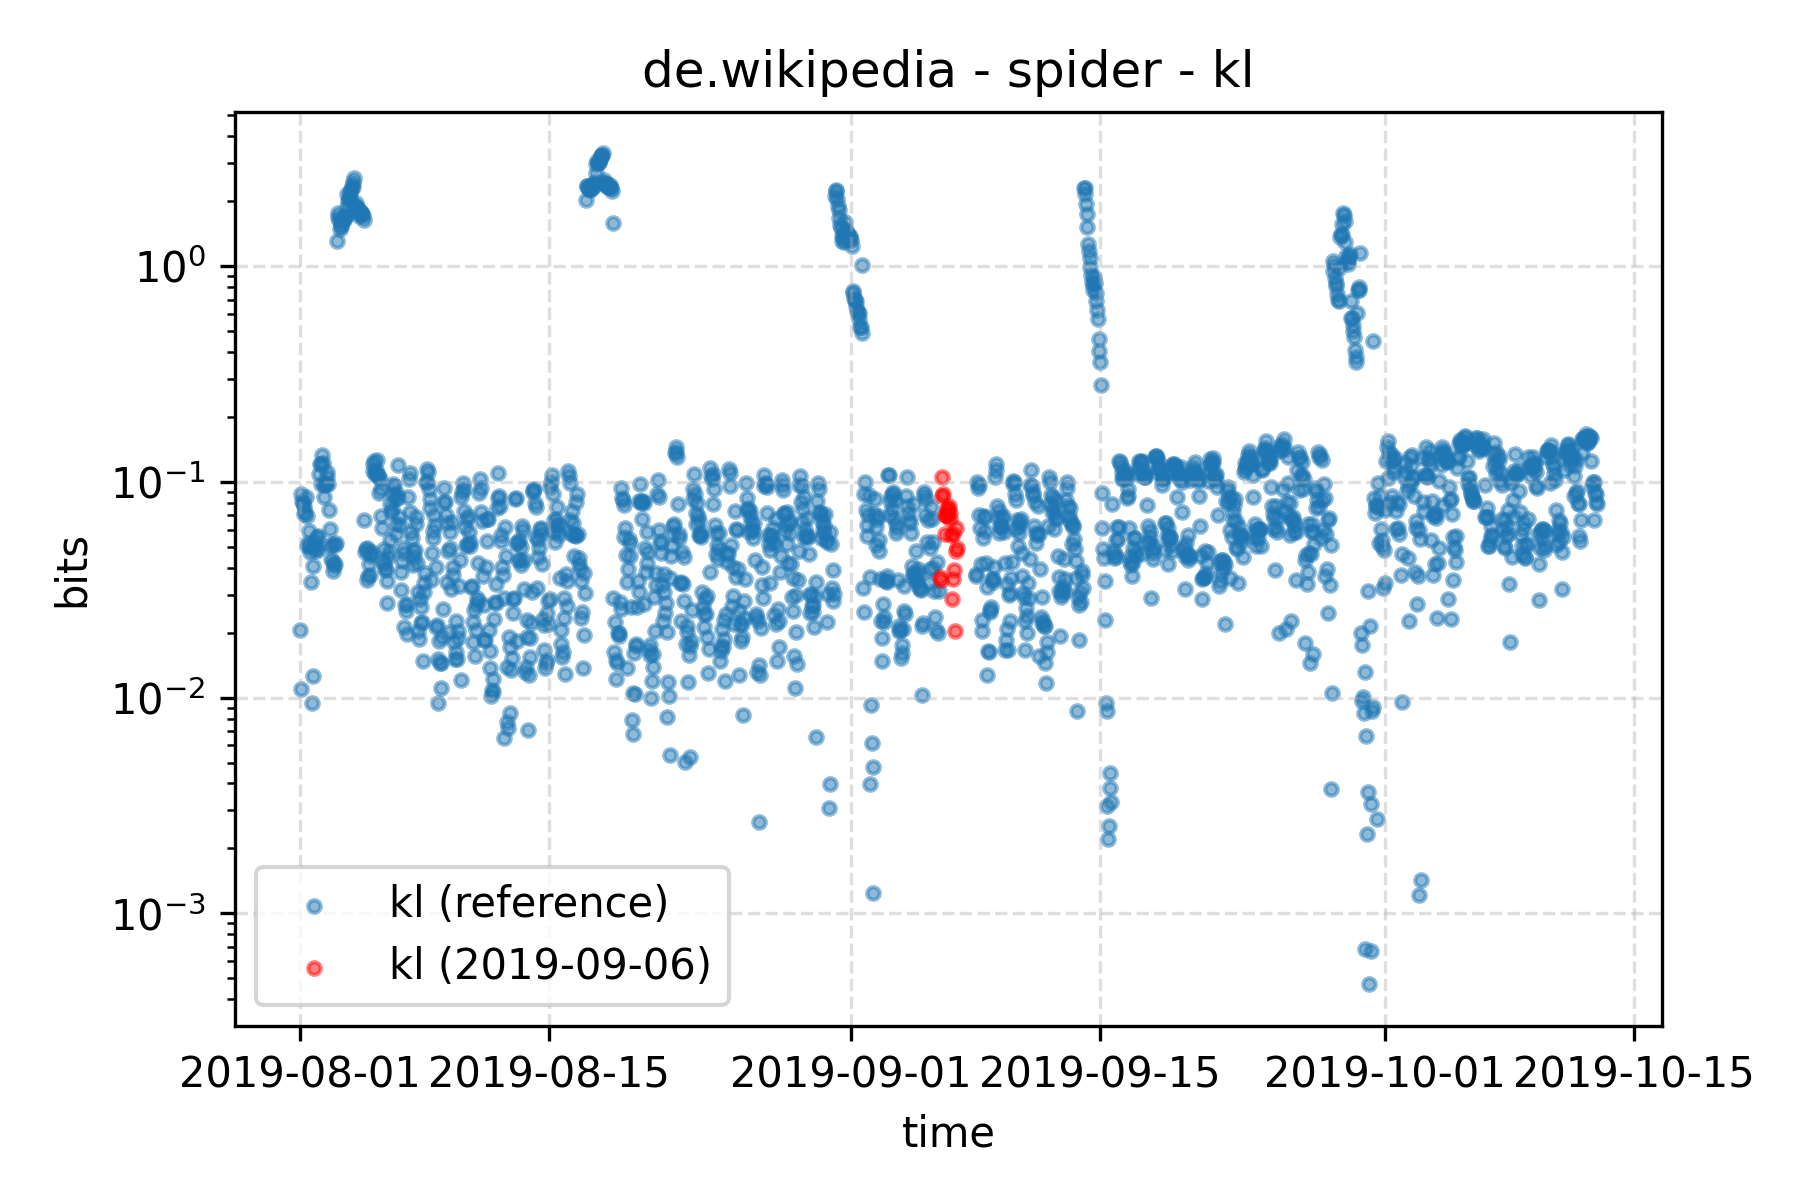 de.wikipedia - spider - kl
bits
10⁰
10⁻¹
10⁻²
10⁻³
kl (reference)
kl (2019-09-06)
2019-08-01 2019-08-15 2019-09-01 2019-09-15 2019-10-01 2019-10-15
time